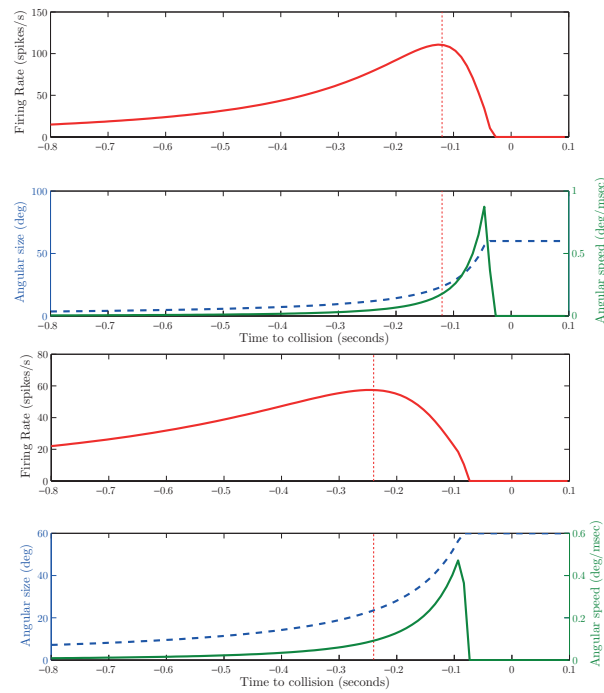 150
100
50
0
Firing Rate (spikes/s)
−0.8 −0.7 −0.6 −0.5 −0.4 −0.3 −0.2 −0.1 0 0.1
100
50
0
Angular size (deg)
1
0.5
0
Angular speed (deg/msec)
−0.8 −0.7 −0.6 −0.5 −0.4 −0.3 −0.2 −0.1 0 0.1
Time to collision (seconds)
80
60
40
20
0
Firing Rate (spikes/s)
−0.8 −0.7 −0.6 −0.5 −0.4 −0.3 −0.2 −0.1 0 0.1
60
40
20
0
Angular size (deg)
0.6
0.4
0.2
0
Angular speed (deg/msec)
−0.8 −0.7 −0.6 −0.5 −0.4 −0.3 −0.2 −0.1 0 0.1
Time to collision (seconds)